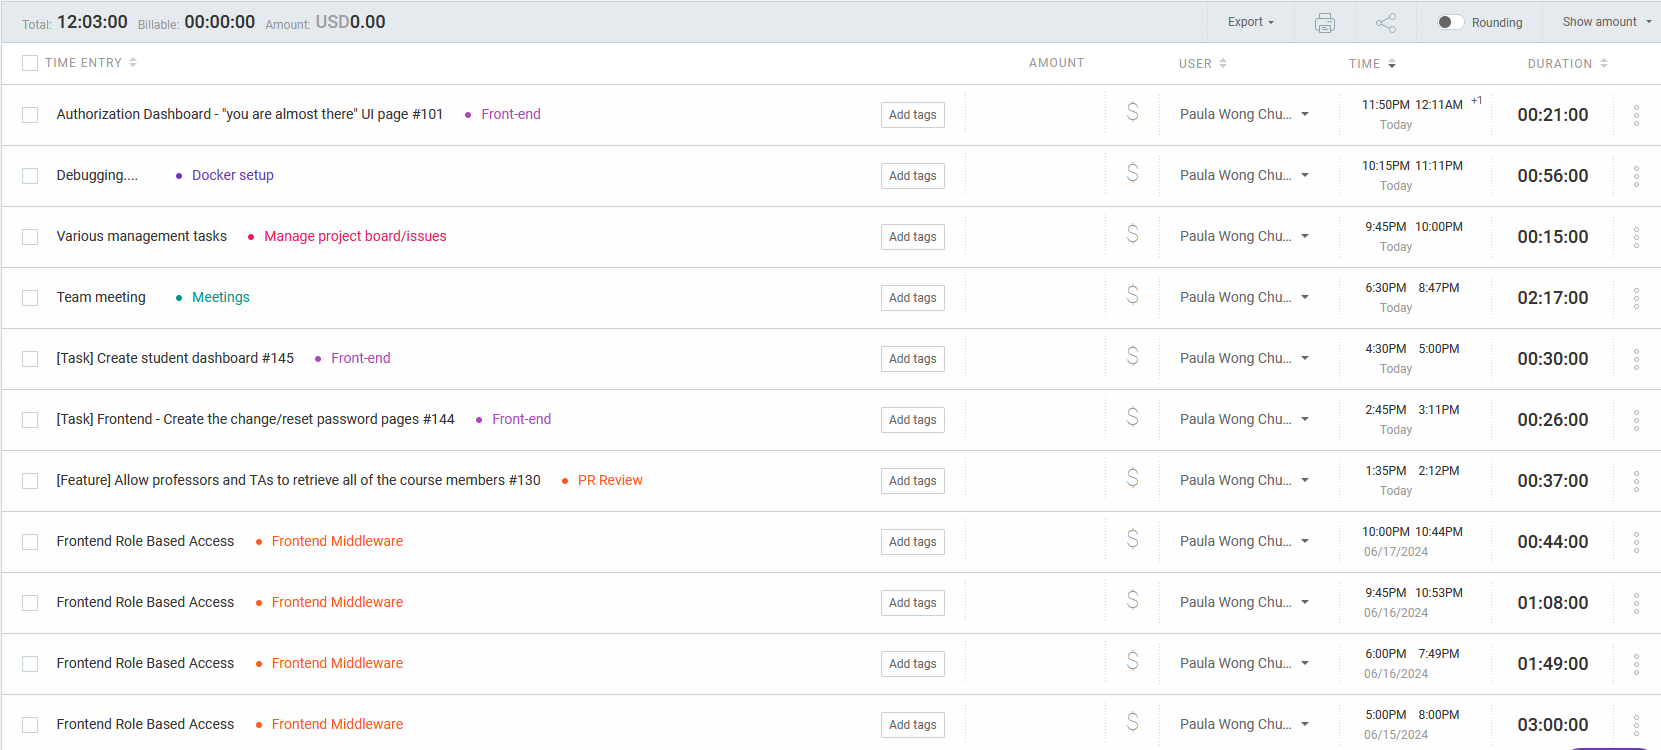 Total: 12:03:00 Billable: 00:00:00 Amount: USD0.00 Export Rounding Show amount
TIME ENTRY AMOUNT USER TIME DURATION
Authorization Dashboard - "you are almost there" UI page #101 • Front-end Add tags $ Paula Wong Chu... 11:50PM 12:11AM +1 00:21:00
Today
Debugging.... • Docker setup Add tags $ Paula Wong Chu... 10:15PM 11:11PM 00:56:00
Today
Various management tasks • Manage project board/issues Add tags $ Paula Wong Chu... 9:45PM 10:00PM 00:15:00
Today
Team meeting • Meetings Add tags $ Paula Wong Chu... 6:30PM 8:47PM 02:17:00
Today
[Task] Create student dashboard #145 • Front-end Add tags $ Paula Wong Chu... 4:30PM 5:00PM 00:30:00
Today
[Task] Frontend - Create the change/reset password pages #144 • Front-end Add tags $ Paula Wong Chu... 2:45PM 3:11PM 00:26:00
Today
[Feature] Allow professors and TAs to retrieve all of the course members #130 • PR Review Add tags $ Paula Wong Chu... 1:35PM 2:12PM 00:37:00
Today
Frontend Role Based Access • Frontend Middleware Add tags $ Paula Wong Chu... 10:00PM 10:44PM 00:44:00
06/17/2024
Frontend Role Based Access • Frontend Middleware Add tags $ Paula Wong Chu... 9:45PM 10:53PM 01:08:00
06/16/2024
Frontend Role Based Access • Frontend Middleware Add tags $ Paula Wong Chu... 6:00PM 7:49PM 01:49:00
06/16/2024
Frontend Role Based Access • Frontend Middleware Add tags $ Paula Wong Chu... 5:00PM 8:00PM 03:00:00
06/15/2024